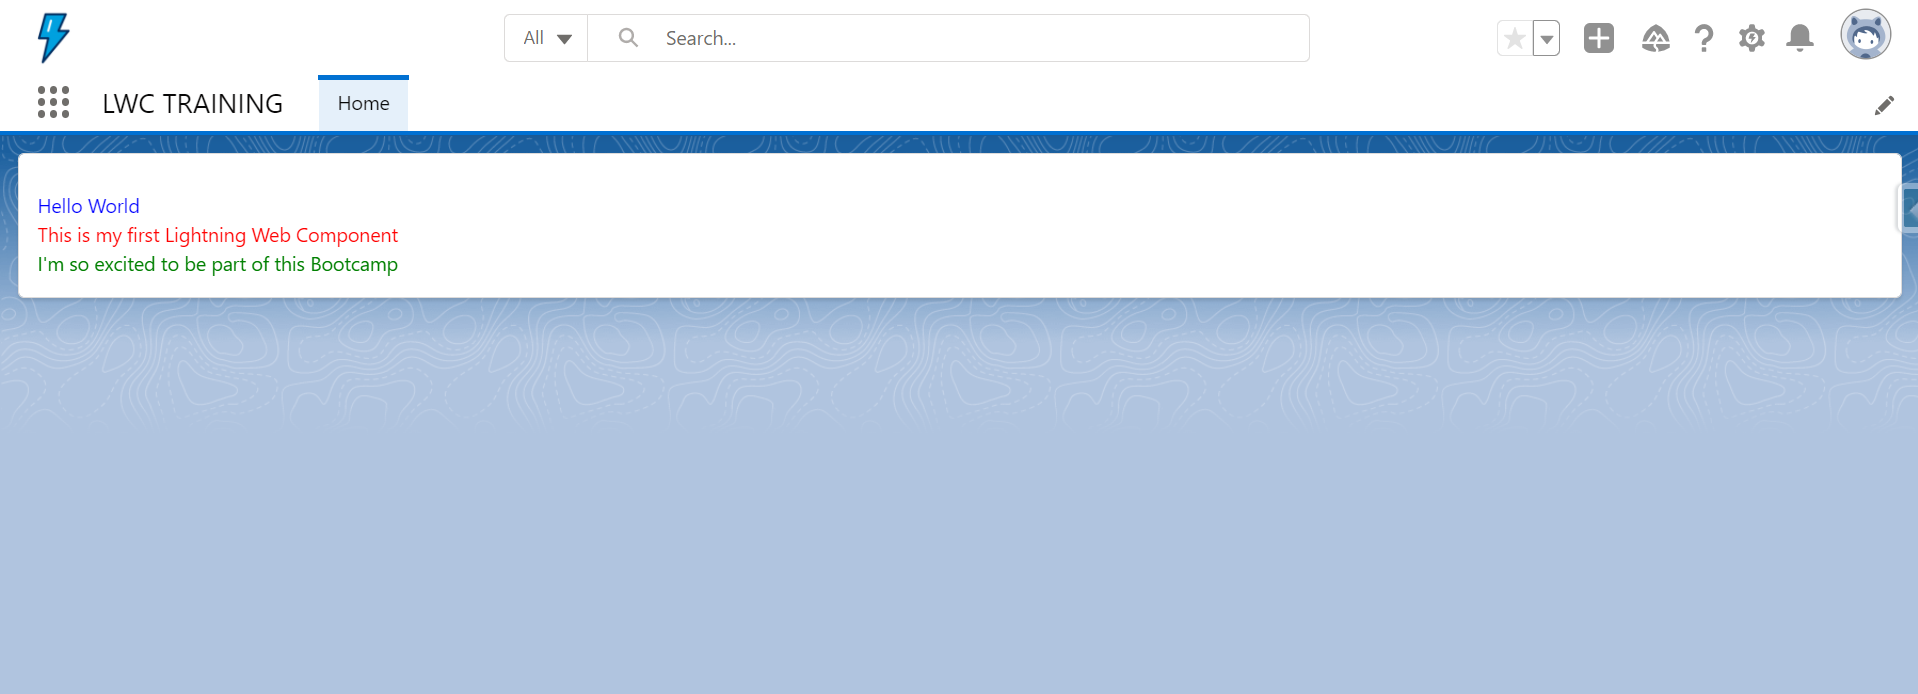 All
Search...
LWC TRAINING
Home
Hello World
This is my first Lightning Web Component
I'm so excited to be part of this Bootcamp